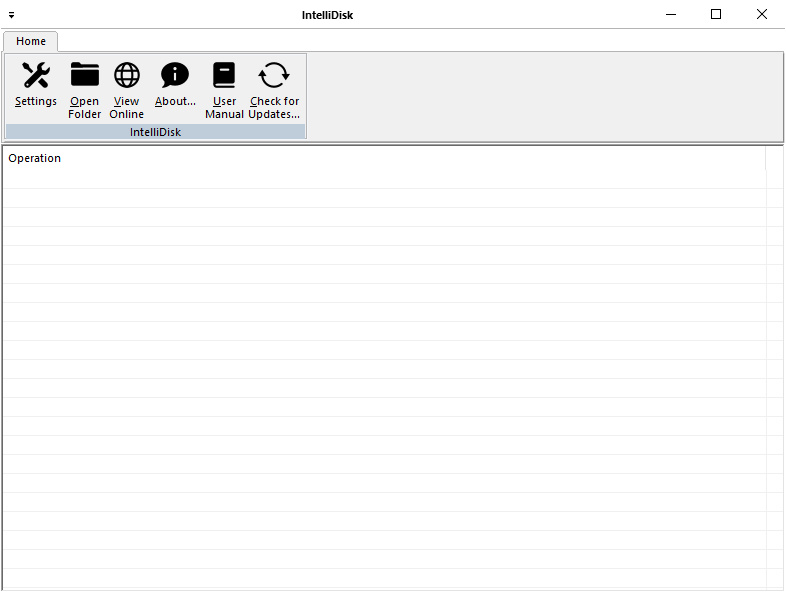 IntelliDisk
Home
Settings
Open Folder
View Online
About...
User Manual
Check for Updates...
IntelliDisk
Operation